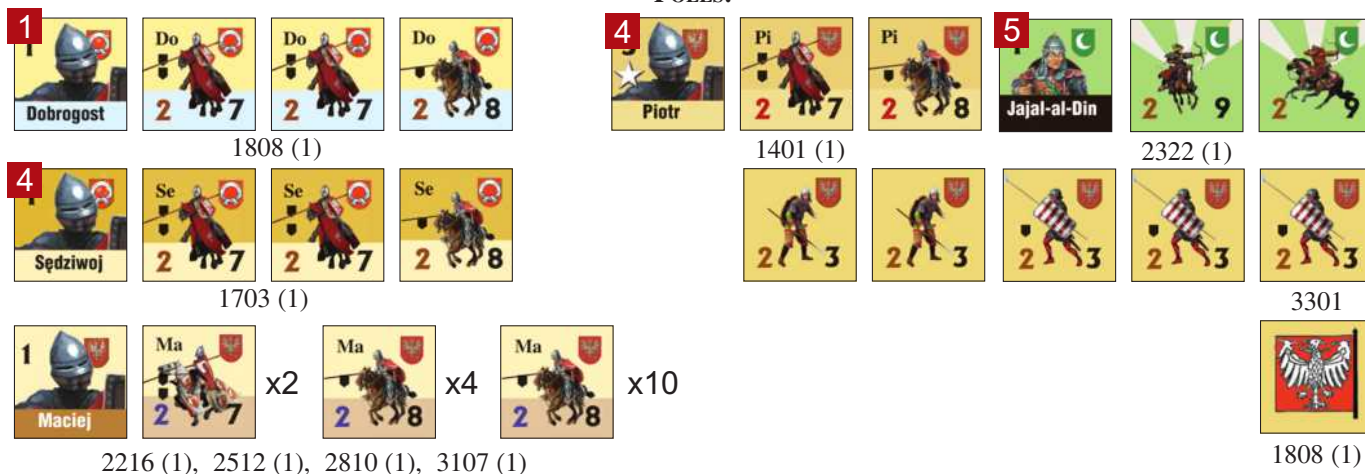 POLES:
1 Dobrogost Do 2 7 Do 2 7 Do 2 8
1808 (1)
4 Piotr Pi 2 7 Pi 2 8
1401 (1)
5 Jajal-al-Din 2 9 2 9
2322 (1)
4 Sędziwoj Se 2 7 Se 2 7 Se 2 8
1703 (1)
2 3 2 3 2 3 2 3 2 3
3301
1 Maciej Ma 2 7 x2 Ma 2 8 x4 Ma 2 8 x10
2216 (1), 2512 (1), 2810 (1), 3107 (1)
1808 (1)